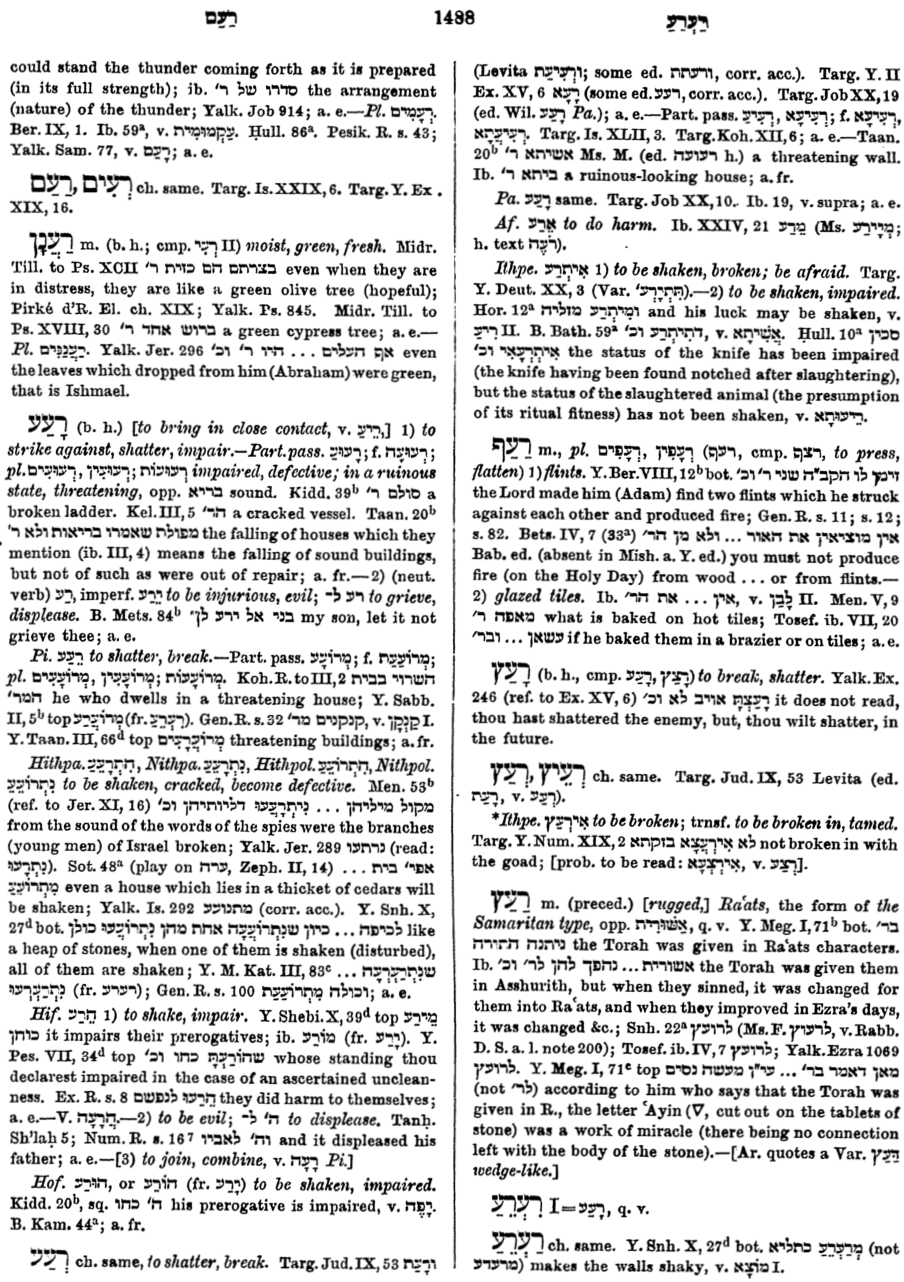 רַעַם 1488 רַעְרֵעַ
could stand the thunder coming forth as it is prepared
(in its full strength); ib. סדרו של ר' the arrangement
(nature) of the thunder; Yalk. Job 914; a. e.—Pl. רְעָמִים.
Ber. IX, 1. Ib. 59ᵃ, v. עֲקְמוּמִית. Ḥull. 86ᵃ. Pesik. R. s. 43;
Yalk. Sam. 77, v. רָעַם; a. e.
רְעִים, רְעַם ch. same. Targ. Is. XXIX, 6. Targ. Y. Ex.
XIX, 16.
רַעֲנָן m. (b. h.; cmp. רְעִי II) moist, green, fresh. Midr.
Till. to Ps. XCII בצרתם הם כזית ר' even when they are
in distress, they are like a green olive tree (hopeful);
Pirké d'R. El. ch. XIX; Yalk. Ps. 845. Midr. Till. to
Ps. XVIII, 30 ברוש אחד ר' a green cypress tree; a. e.—
Pl. רַעֲנַנִּים. Yalk. Jer. 296 אף העלים ... היו ר' וכ' even
the leaves which dropped from him (Abraham) were green,
that is Ishmael.
רָעַע (b. h.) [to bring in close contact, v. רֵיעַ,] 1) to
strike against, shatter, impair.—Part. pass. רָעוּעַ; f. רְעוּעָה;
pl. רְעוּעִים, רְעוּעִין; רְעוּעוֹת impaired, defective; in a ruinous
state, threatening, opp. בריא sound. Kidd. 39ᵇ סולם ר' a
broken ladder. Kel. III, 5 הר' a cracked vessel. Taan. 20ᵇ
מפולת שאמרו בריאות ולא ר' the falling of houses which they
mention (ib. III, 4) means the falling of sound buildings,
but not of such as were out of repair; a. fr.—2) (neut.
verb) רַע, imperf. יֵרַע to be injurious, evil; רע ל־ to grieve,
displease. B. Mets. 84ᵇ בני אל ירע לך my son, let it not
grieve thee; a. e.
Pi. רִעֵעַ to shatter, break.—Part. pass. מְרוֹעָע; f. מְרוֹעַעַת;
pl. מְרוֹעָעִים, מְרוֹעָעִין; מְרוֹעָעוֹת. Koh. R. to III, 2 השרוי בבית
המר' he who dwells in a threatening house; Y. Sabb.
II, 5ᵇ top מְרוֹעֲרַע (fr. רַעְרֵעַ). Gen. R. s. 32 קנקנים מר', v. קַנְקַן I.
Y. Taan. III, 66ᵈ top מְרוֹעֲרָעִים threatening buildings; a. fr.
Hithpa. הִתְרָעֵעַ, Nithpa. נִתְרָעֵעַ, Hithpol. הִתְרוֹעֵעַ, Nithpol.
נִתְרוֹעֵעַ to be shaken, cracked, become defective. Men. 53ᵇ
(ref. to Jer. XI, 16) מקול מיליהן ... נִיתְרָעֲעוּ דליותיהן וכ'
from the sound of the words of the spies were the branches
(young men) of Israel broken; Yalk. Jer. 289 נרתעו (read:
נִתְרָעֲעוּ). Sot. 48ᵃ (play on ערה, Zeph. II, 14) אפי' בית ...
מִתְרוֹעֵעַ even a house which lies in a thicket of cedars will
be shaken; Yalk. Is. 292 מתנועע (corr. acc.). Y. Snh. X,
27ᵈ bot. לכיפה ... כיון שנִּתְרוֹעֲעָה אחת מהן נִתְרוֹעֲעוּ כולן like
a heap of stones, when one of them is shaken (disturbed),
all of them are shaken; Y. M. Kat. III, 83ᶜ שנִּתְרַעְרְעָה ...
נִתְרַעְרְעוּ (fr. רערע); Gen. R. s. 100 וכולה מִתְרוֹעַעַת; a. e.
Hif. הֵרַע 1) to shake, impair. Y. Shebi. X, 39ᵈ top מֵירַע
כוחן it impairs their prerogatives; ib. מוֹרַע (fr. יָרַע). Y.
Pes. VII, 34ᵈ top שהוֹרַעְתָּ כחו וכ' whose standing thou
declarest impaired in the case of an ascertained unclean-
ness. Ex. R. s. 8 הֵרֵעוּ לנפשם they did harm to themselves;
a. e.—V. הֲרָעָה.—2) to be evil; ה' ל־ to displease. Tanḥ.
Sh'laḥ 5; Num. R. s. 16⁷ וה' לאביו and it displeased his
father; a. e.—[3) to join, combine, v. רָעָה Pi.]
Hof. הוּרַע, or הוֹרַע (fr. יָרַע) to be shaken, impaired.
Kidd. 20ᵇ, sq. ה' כחו his prerogative is impaired, v. יָפֶה.
B. Kam. 44ᵃ; a. fr.
רְעַע ch. same, to shatter, break. Targ. Jud. IX, 53 ורָעַת
(Levita וְרָעִיעַת; some ed. ורעתת, corr. acc.). Targ. Y. II
Ex. XV, 6 רְעָא (some ed. רעע, corr. acc.). Targ. Job XX, 19
(ed. Wil. רָעַע Pa.); a. e.—Part. pass. רְעִיעַ, רְעִיעָא; f. רְעִיעָא,
רְעִיעֲתָא. Targ. Is. XLII, 3. Targ. Koh. XII, 6; a. e.—Taan.
20ᵇ אשיתא ר' Ms. M. (ed. רעועה h.) a threatening wall.
Ib. ביתא ר' a ruinous-looking house; a. fr.
Pa. רָעַע same. Targ. Job XX, 10. Ib. 19, v. supra; a. e.
Af. אֲרַע to do harm. Ib. XXIV, 21 מֵרַע (Ms. מְיָירַע;
h. text רֹעֶה).
Ithpe. אִיתְרַע 1) to be shaken, broken; be afraid. Targ.
Y. Deut. XX, 3 (Var. תִּתְיָרְע').—2) to be shaken, impaired.
Hor. 12ᵃ ומִיתְרַע מזליה and his luck may be shaken, v.
רִיעַ II. B. Bath. 59ᵃ דאִיתְרַע וכ', v. אֲשִׁיתָא. Ḥull. 10ᵃ סכין
אִיתְרְעָאי וכ' the status of the knife has been impaired
(the knife having been found notched after slaughtering),
but the status of the slaughtered animal (the presumption
of its ritual fitness) has not been shaken, v. רֵיעוּתָא.
רַעַף m., pl. רְעָפִין, רְעָפִים (רעף, cmp. רצף, to press,
flatten) 1) flints. Y. Ber. VIII, 12ᵇ bot. זימן לו הקב"ה שני ר' וכ'
the Lord made him (Adam) find two flints which he struck
against each other and produced fire; Gen. R. s. 11; s. 12;
s. 82. Bets. IV, 7 (33ᵃ) אין מוציאין את האור ... ולא מן הר'
Bab. ed. (absent in Mish. a. Y. ed.) you must not produce
fire (on the Holy Day) from wood ... or from flints.—
2) glazed tiles. Ib. אין ... את הר', v. לָבַן II. Men. V, 9
מאפה ר' what is baked on hot tiles; Tosef. ib. VII, 20
עשאן ... ובר' if he baked them in a brazier or on tiles; a. e.
רָעַץ (b. h., cmp. רָצַץ, רָעַע) to break, shatter. Yalk. Ex.
246 (ref. to Ex. XV, 6) רָעַצְתָּ אויב לא וכ' it does not read,
thou hast shattered the enemy, but, thou wilt shatter, in
the future.
רְעֵיץ, רְעַץ ch. same. Targ. Jud. IX, 53 Levita (ed.
רָעַת, v. רְעַע).
*Ithpe. אִירְעַץ to be broken; trnsf. to be broken in, tamed.
Targ. Y. Num. XIX, 2 לא אִירְעָצָא בזקתא not broken in with
the goad; [prob. to be read: אִירְצְעָא, v. רְצַע].
רַעַץ m. (preced.) [rugged,] Raʿats, the form of the
Samaritan type, opp. אַשּׁוּרִית, q. v. Y. Meg. I, 71ᵇ bot. בר'
ניתנה התורה the Torah was given in Raʿats characters.
Ib. אשורית ... נהפך להן לר' וכ' the Torah was given them
in Asshurith, but when they sinned, it was changed for
them into Raʿats, and when they improved in Ezra's days,
it was changed &c.; Snh. 22ᵃ לרועץ (Ms. F. לרעוץ, v. Rabb.
D. S. a. l. note 200); Tosef. ib. IV, 7 לרועץ; Yalk. Ezra 1069
לרועץ. Y. Meg. I, 71ᶜ top מאן דאמר בר' ... עי"ן מעשה נסים
(not לר') according to him who says that the Torah was
given in R., the letter ʿAyin (∇, cut out on the tablets of
stone) was a work of miracle (there being no connection
left with the body of the stone).—[Ar. quotes a Var. דַּעַץ
wedge-like.]
רַעְרֵעַ I = רָעַע, q. v.
רַעְרֵעַ ch. same. Y. Snh. X, 27ᵈ bot. מְרַעְרֵעַ כתליא (not
מרעדע) makes the walls shaky, v. מוֹצָא I.